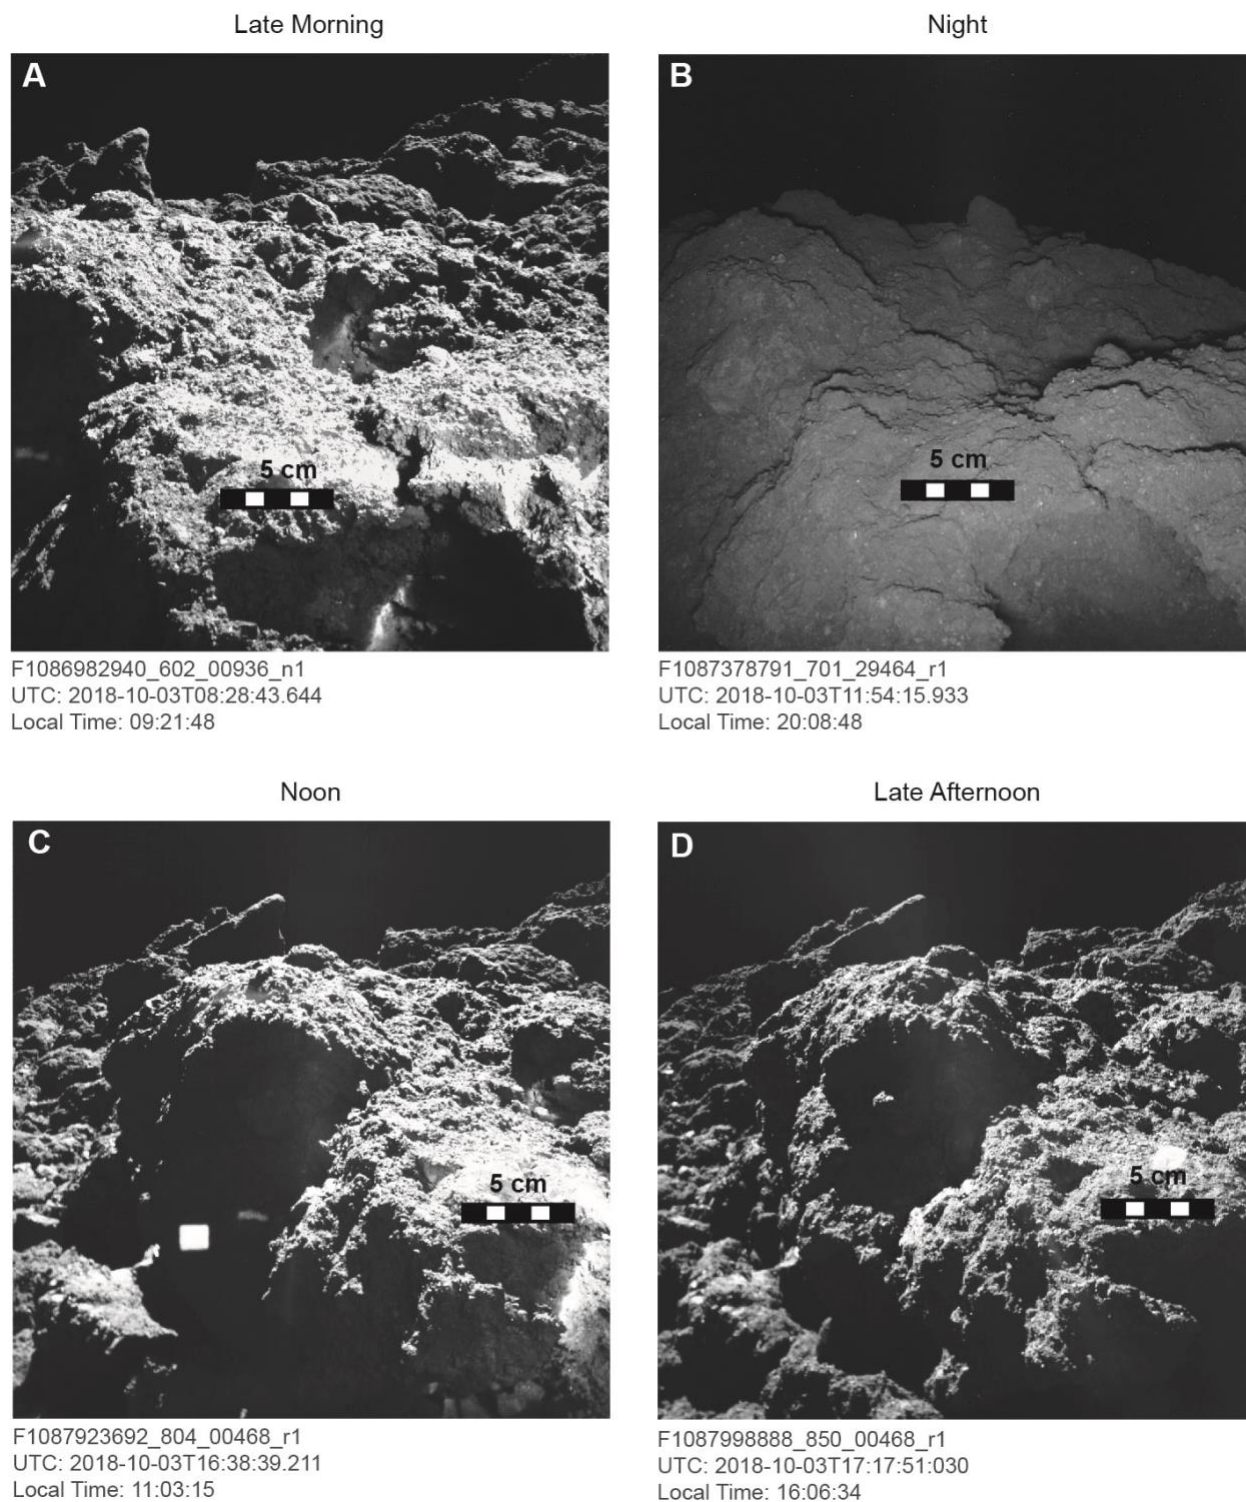 Late Morning
Night
A
B
5 cm
5 cm
F1086982940_602_00936_n1
UTC: 2018-10-03T08:28:43.644
Local Time: 09:21:48
F1087378791_701_29464_r1
UTC: 2018-10-03T11:54:15.933
Local Time: 20:08:48
Noon
Late Afternoon
C
D
5 cm
5 cm
F1087923692_804_00468_r1
UTC: 2018-10-03T16:38:39.211
Local Time: 11:03:15
F1087998888_850_00468_r1
UTC: 2018-10-03T17:17:51:030
Local Time: 16:06:34